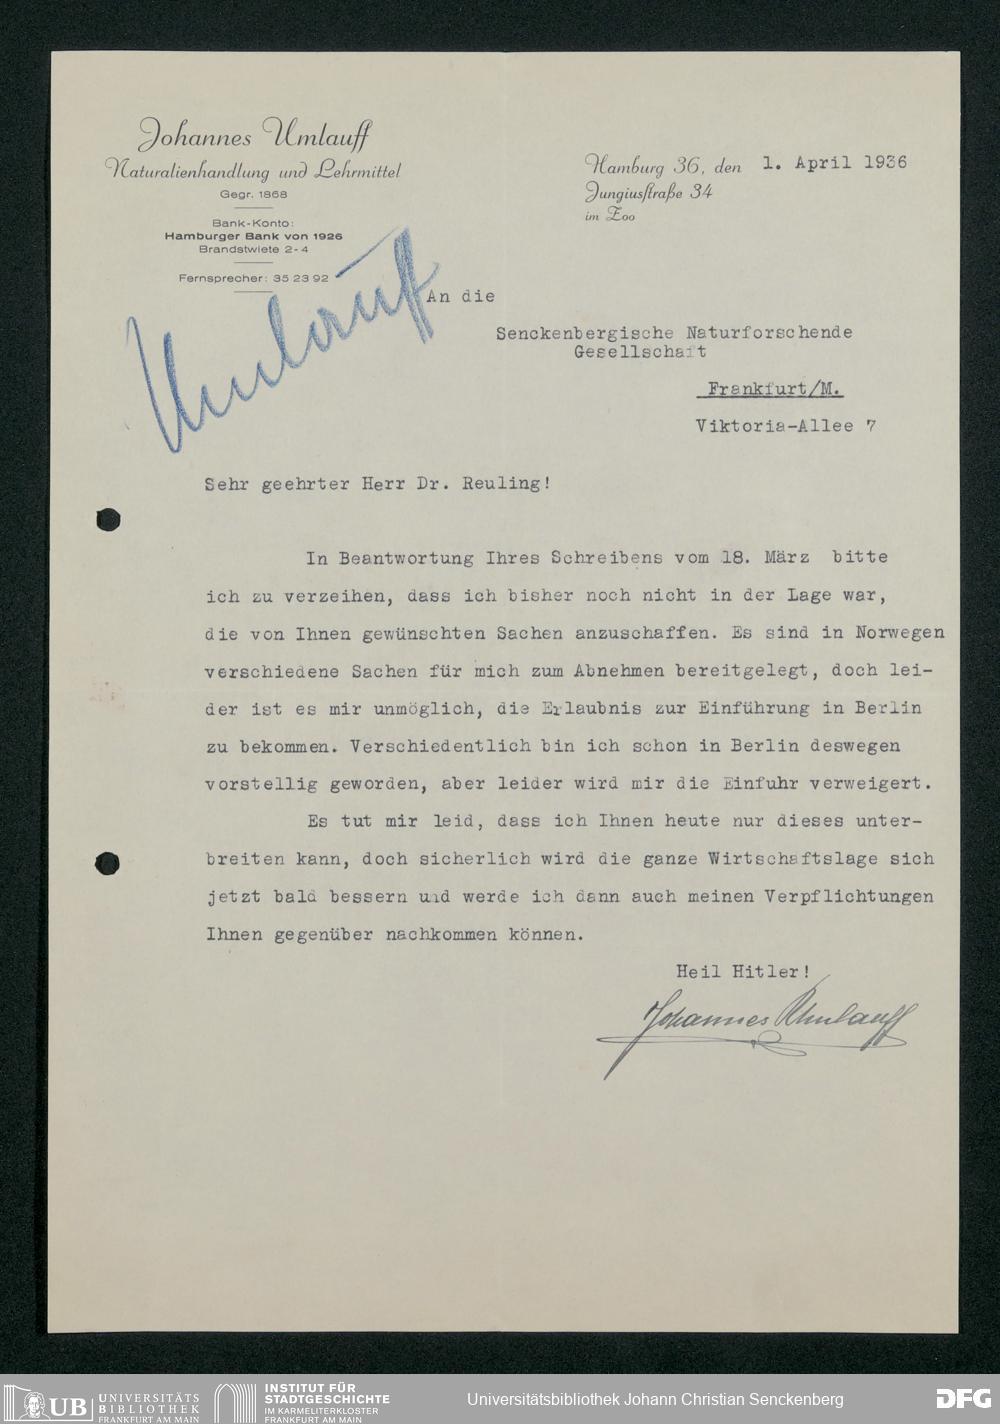 Johannes Umlauff
Naturalienhandlung und Lehrmittel
Gegr. 1868
Bank-Konto:
Hamburger Bank von 1926
Brandstwiete 2-4
Fernsprecher: 35 23 92
Hamburg 36, den 1. April 1936
Jungiusstraße 34
im Zoo
Umlauff
An die
Senckenbergische Naturforschende
Gesellschaft
Frankfurt/M.
Viktoria-Allee 7
Sehr geehrter Herr Dr. Reuling!
In Beantwortung Ihres Schreibens vom 18. März bitte
ich zu verzeihen, dass ich bisher noch nicht in der Lage war,
die von Ihnen gewünschten Sachen anzuschaffen. Es sind in Norwegen
verschiedene Sachen für mich zum Abnehmen bereitgelegt, doch lei-
der ist es mir unmöglich, die Erlaubnis zur Einführung in Berlin
zu bekommen. Verschiedentlich bin ich schon in Berlin deswegen
vorstellig geworden, aber leider wird mir die Einfuhr verweigert.
Es tut mir leid, dass ich Ihnen heute nur dieses unter-
breiten kann, doch sicherlich wird die ganze Wirtschaftslage sich
jetzt bald bessern und werde ich dann auch meinen Verpflichtungen
Ihnen gegenüber nachkommen können.
Heil Hitler!
Johannes Umlauff
UB UNIVERSITÄTS
BIBLIOTHEK
FRANKFURT AM MAIN
INSTITUT FÜR
STADTGESCHICHTE
IM KARMELITERKLOSTER
FRANKFURT AM MAIN
Universitätsbibliothek Johann Christian Senckenberg
DFG